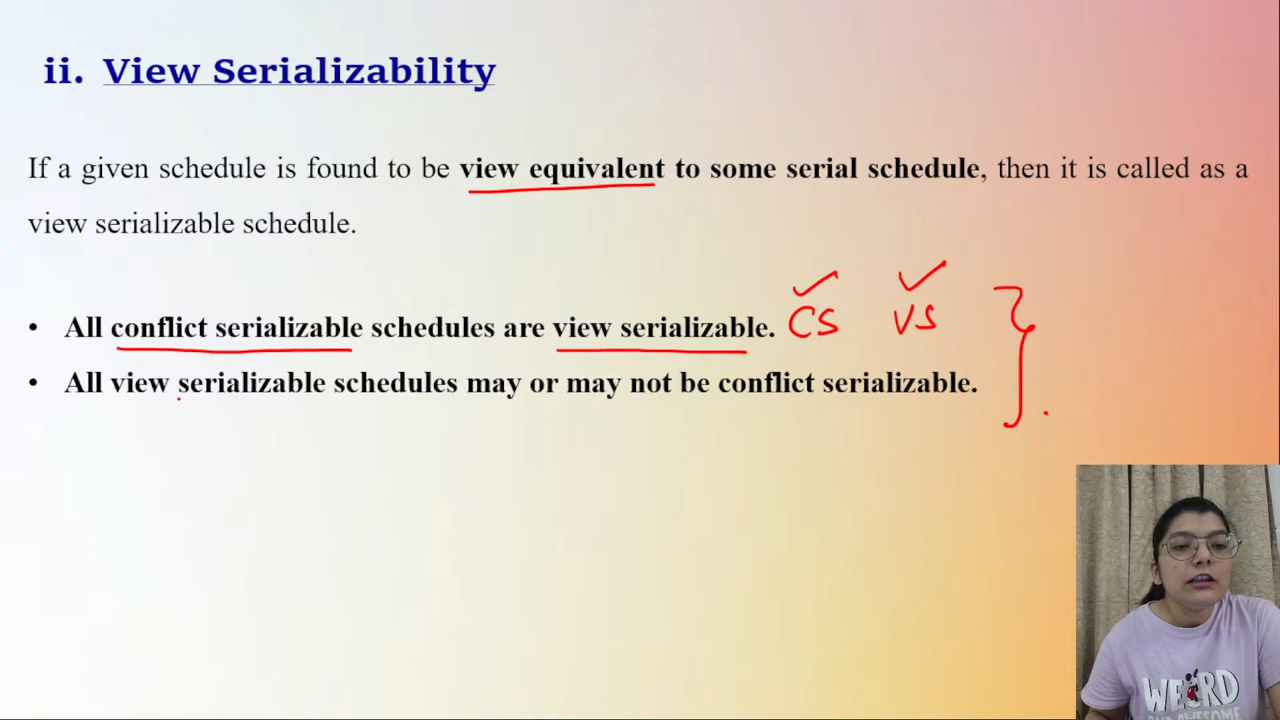 ii. View Serializability
If a given schedule is found to be view equivalent to some serial schedule, then it is called as a
view serializable schedule.
• All conflict serializable schedules are view serializable. CS VS
• All view serializable schedules may or may not be conflict serializable.
WEIRD
AND AWESOME